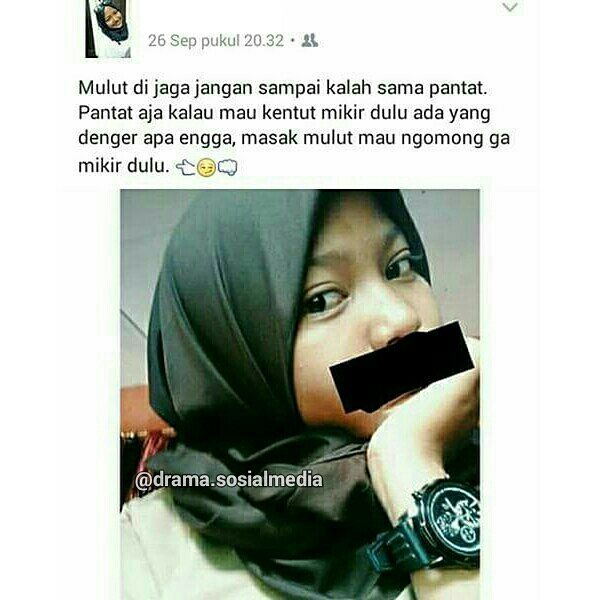 26 Sep pukul 20.32 •
Mulut di jaga jangan sampai kalah sama pantat.
Pantat aja kalau mau kentut mikir dulu ada yang
denger apa engga, masak mulut mau ngomong ga
mikir dulu. 👈😏👊
@drama.sosialmedia